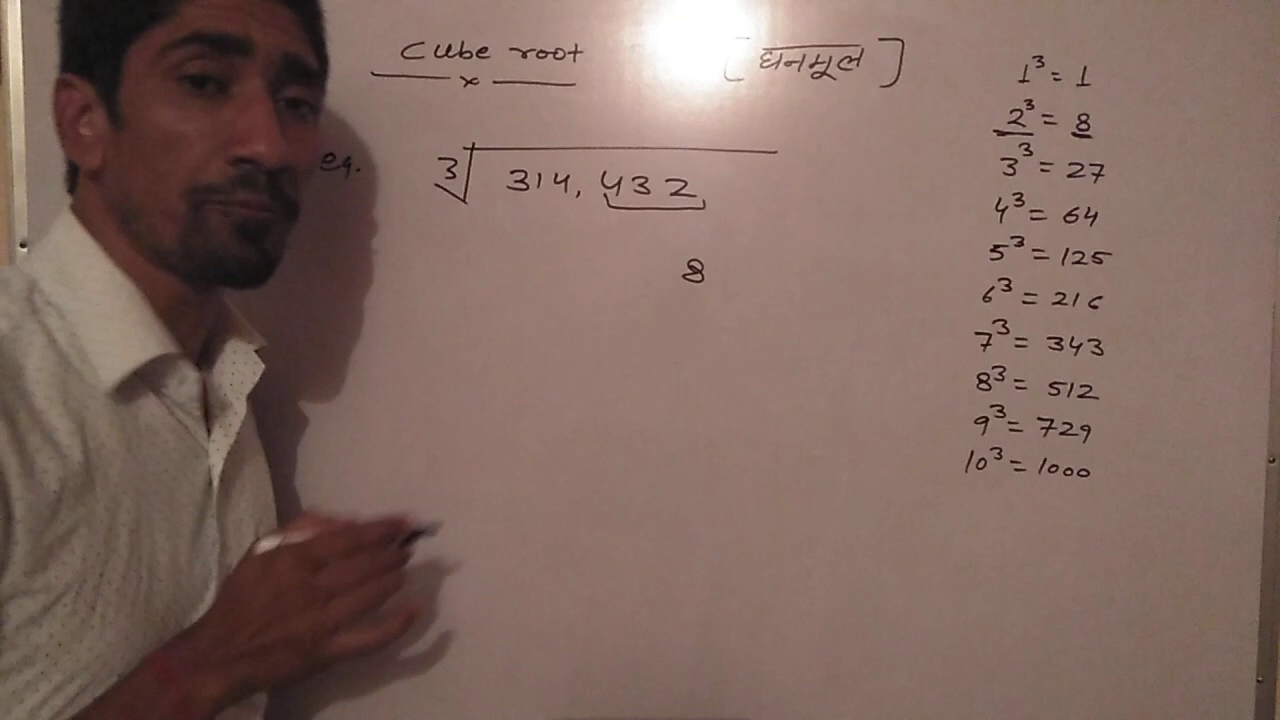 Cube root [घनमूल]
x
eg. ∛314,432
8
1³ = 1
2³ = 8
3³ = 27
4³ = 64
5³ = 125
6³ = 216
7³ = 343
8³ = 512
9³ = 729
10³ = 1000